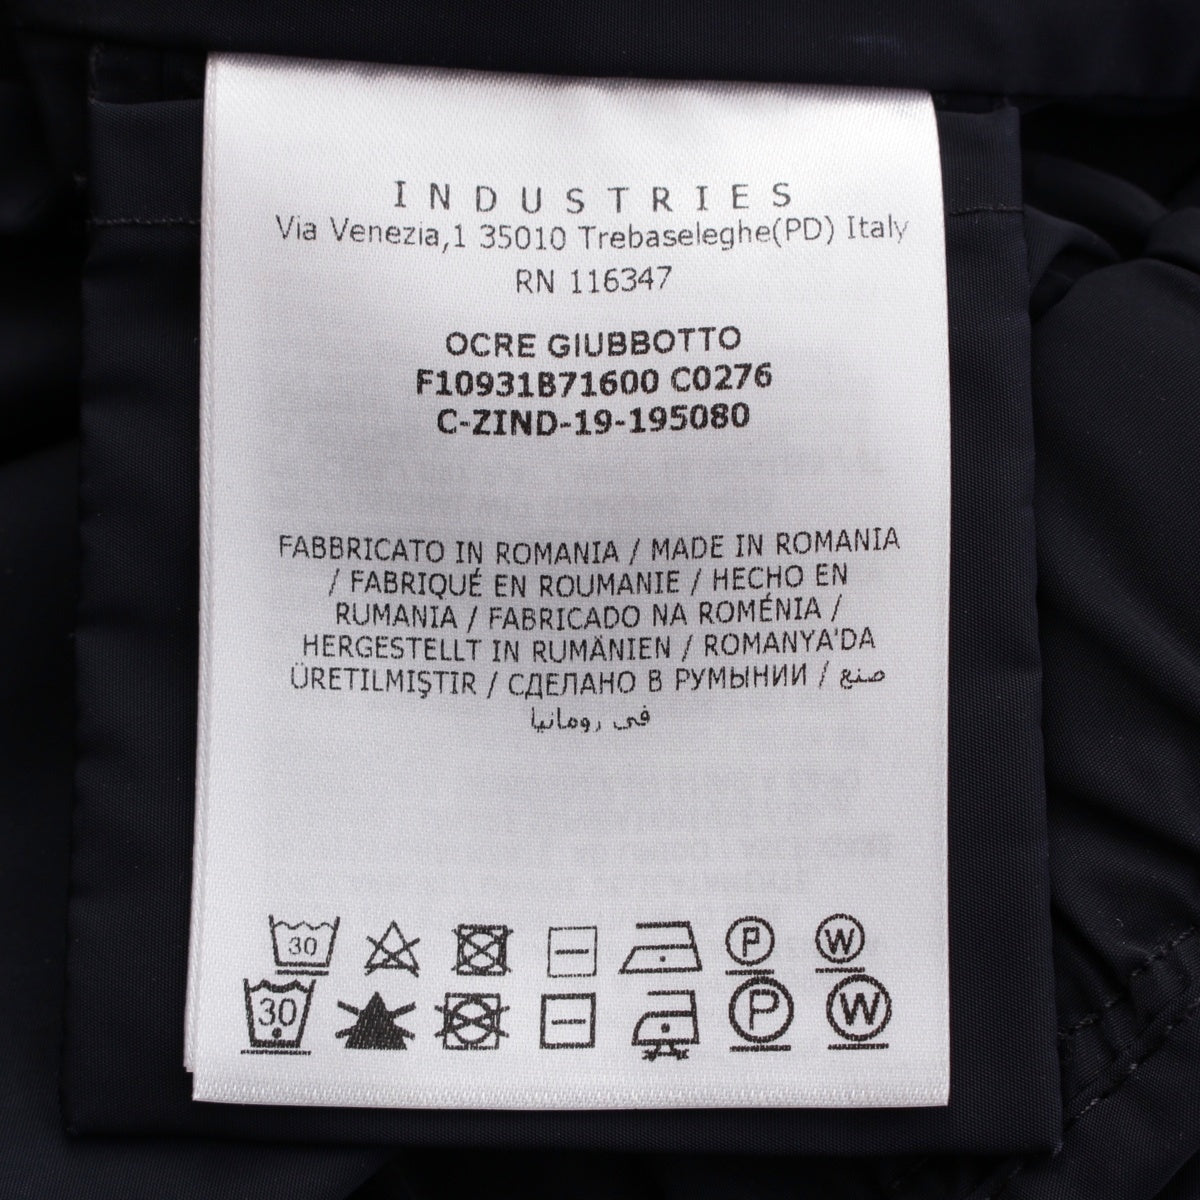 INDUSTRIES
Via Venezia,1 35010 Trebaseleghe(PD) Italy
RN 116347
OCRE GIUBBOTTO
F10931B71600 C0276
C-ZIND-19-195080
FABBRICATO IN ROMANIA / MADE IN ROMANIA
/ FABRIQUÉ EN ROUMANIE / HECHO EN
RUMANIA / FABRICADO NA ROMÉNIA /
HERGESTELLT IN RUMÄNIEN / ROMANYA'DA
ÜRETILMIŞTIR / СДЕЛАНО В РУМЫНИИ / صنع
في رومانيا
30 P W
30 P W